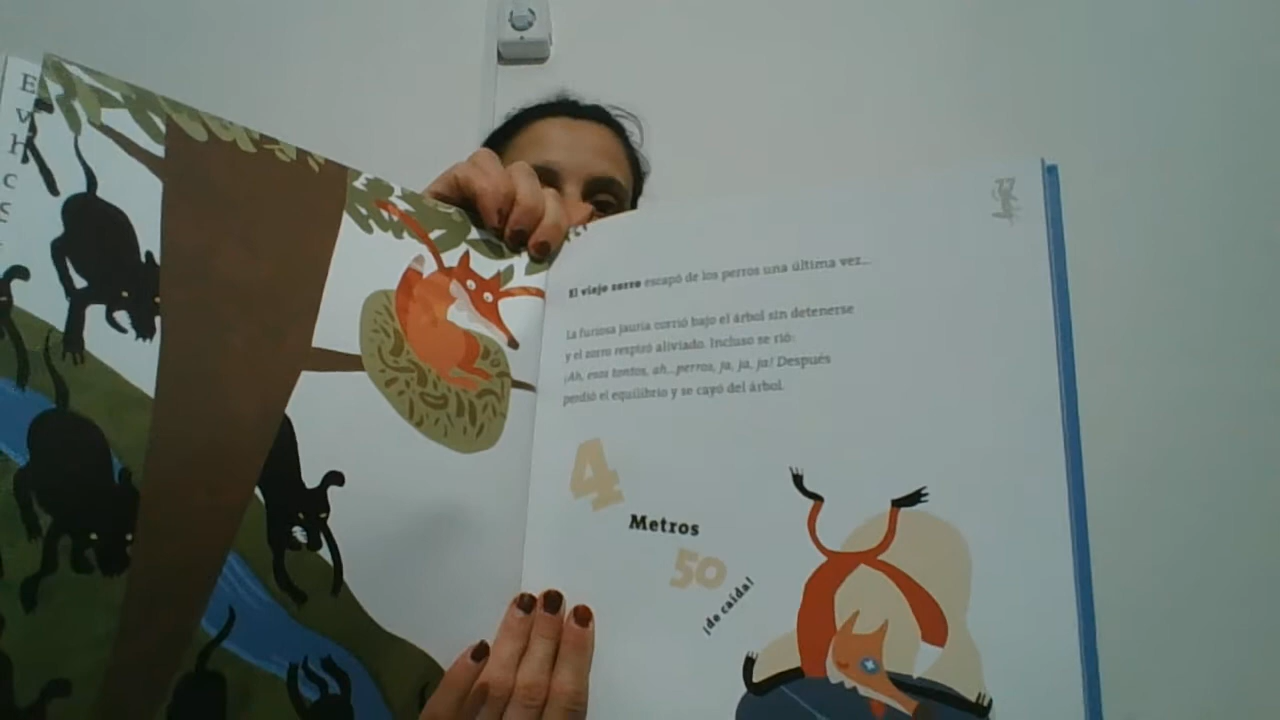 E
v
H
c
s
El viejo zorro escapó de los perros una última vez...
La furiosa jauría corrió bajo el árbol sin detenerse
y el zorro respiró aliviado. Incluso se rió:
¡Ah, esos tontos, ah...perros, ja, ja, ja! Después
perdió el equilibrio y se cayó del árbol.
4
Metros
50
¡de caída!